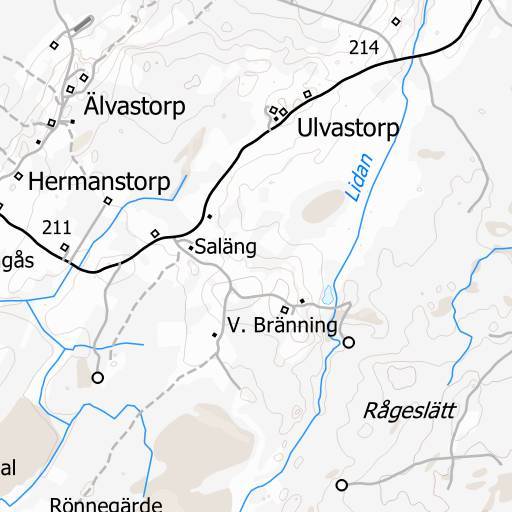 214
Älvastorp
Ulvastorp
Lidan
Hermanstorp
211
Saläng
gås
V. Bränning
Rågeslätt
al
Rönnegärde